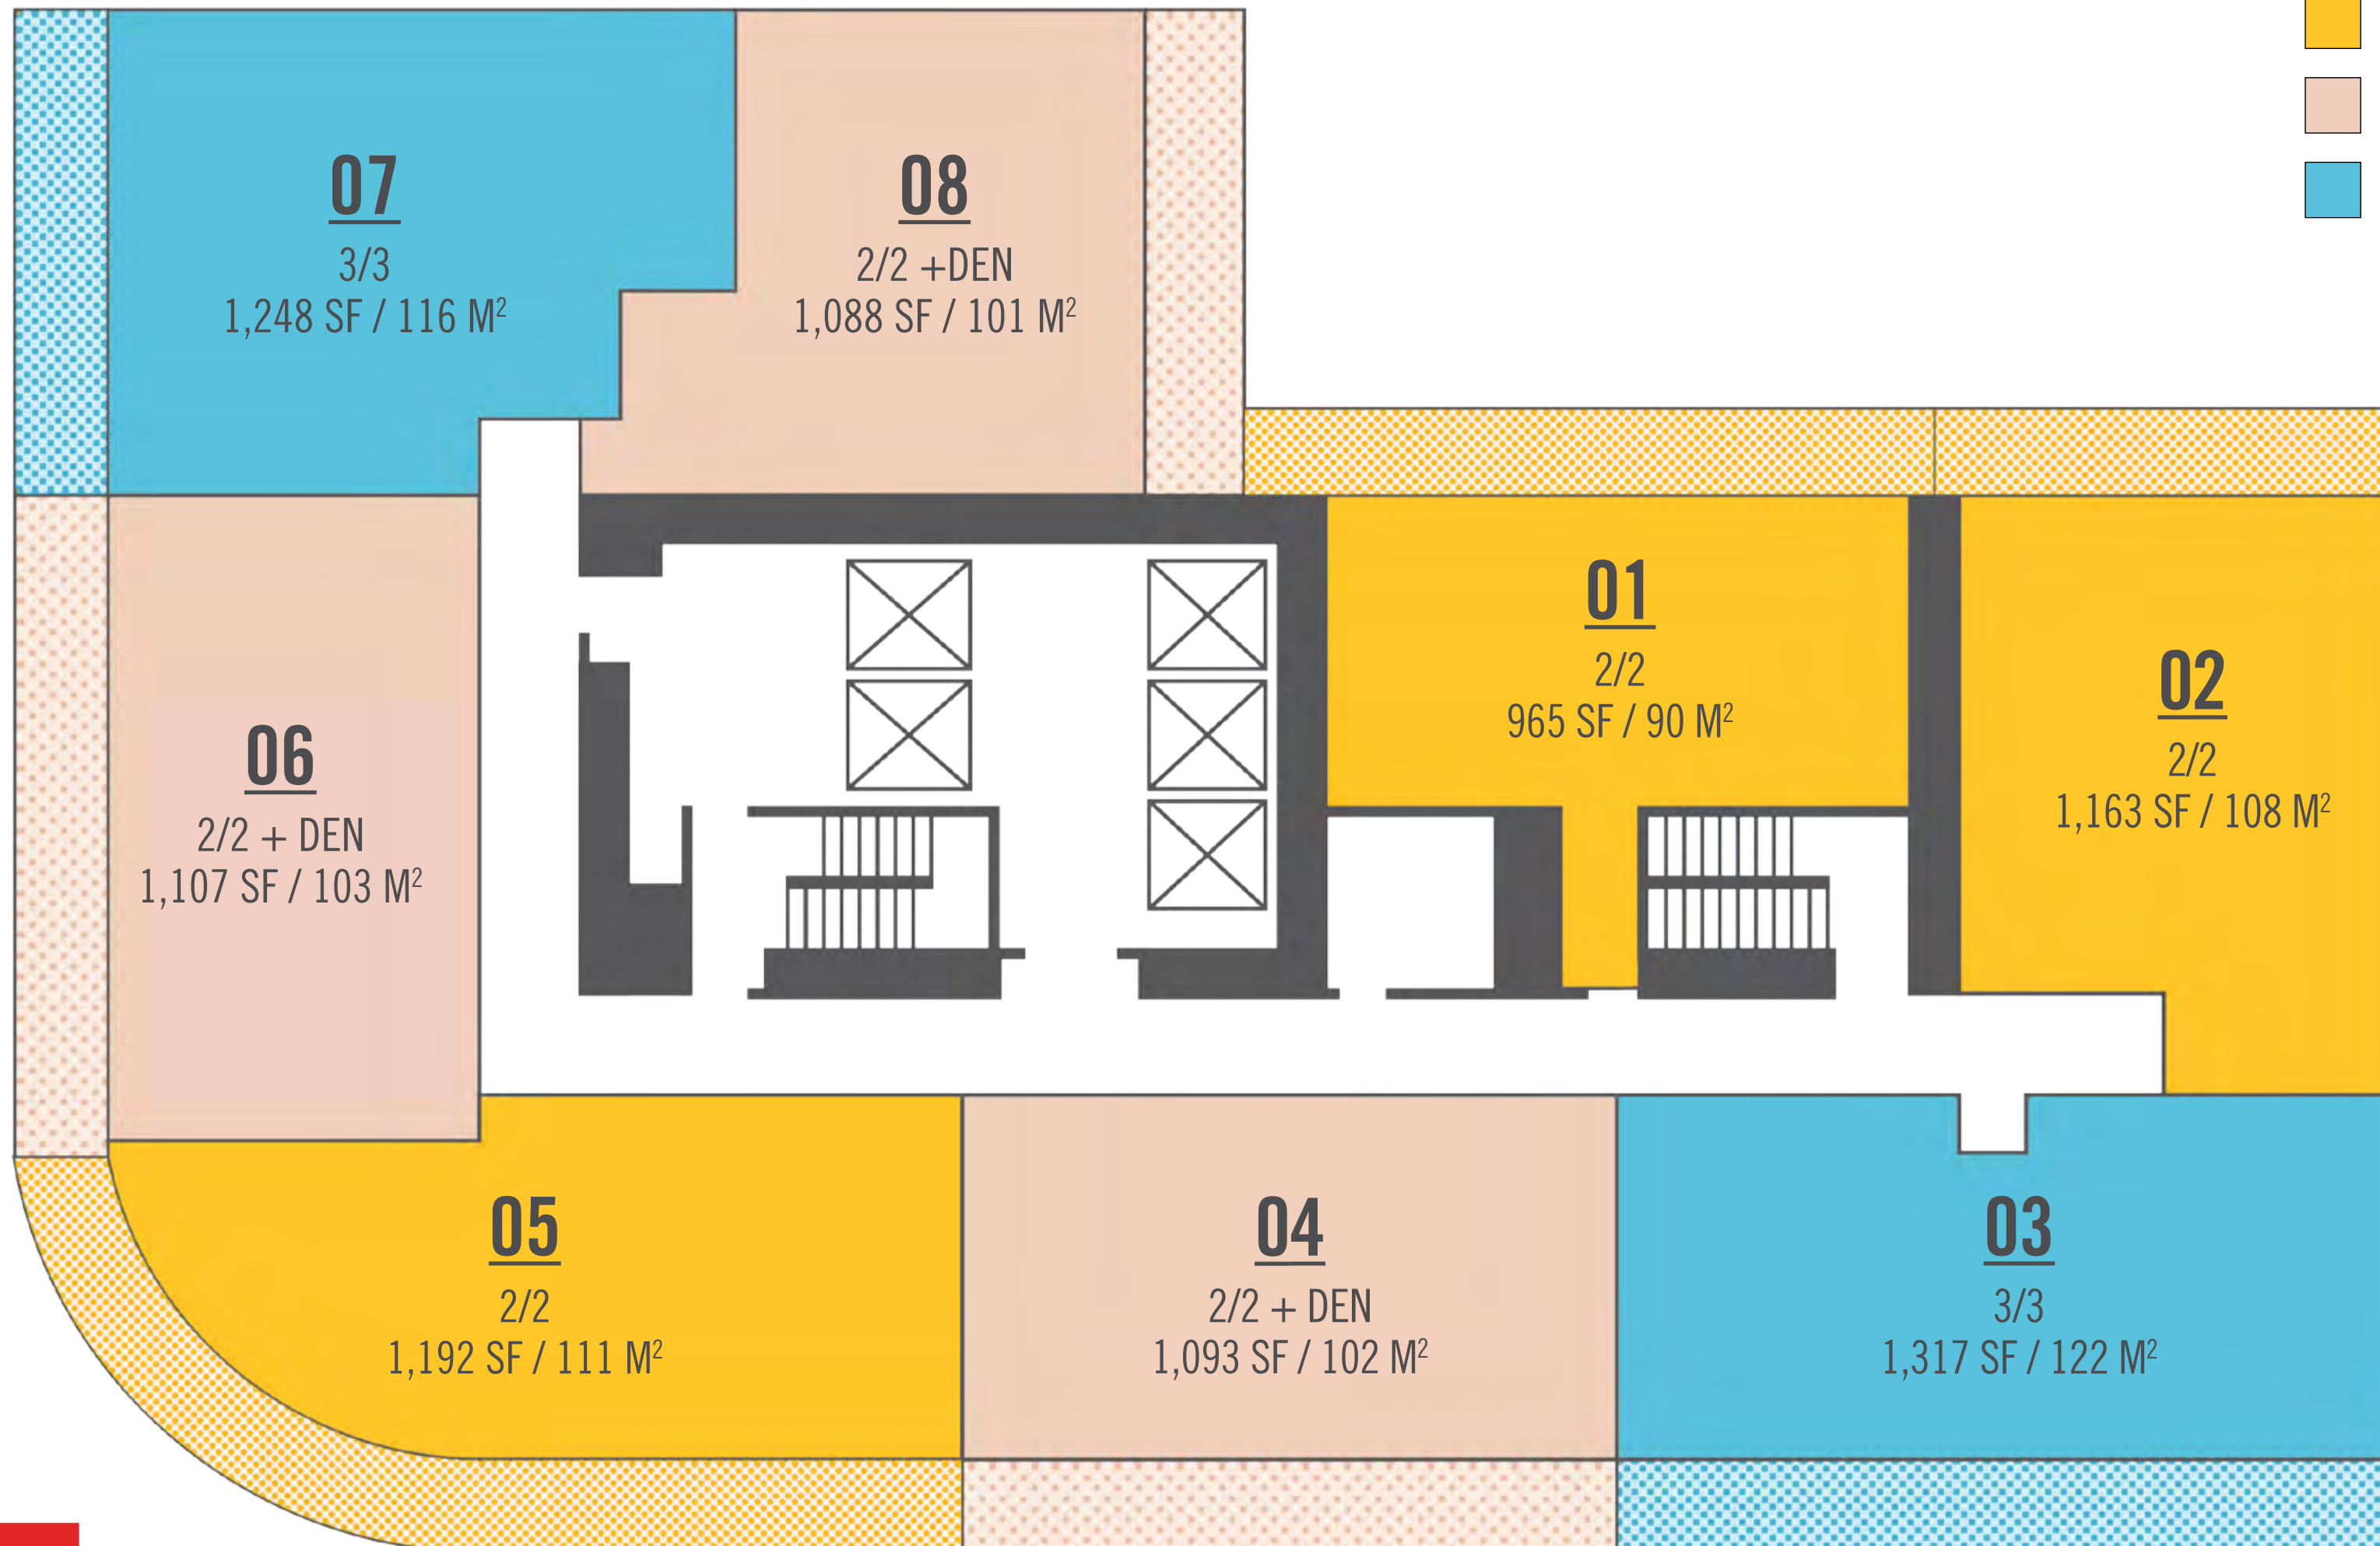 07
3/3
1,248 SF / 116 M²
08
2/2 +DEN
1,088 SF / 101 M²
01
2/2
965 SF / 90 M²
02
2/2
1,163 SF / 108 M²
06
2/2 + DEN
1,107 SF / 103 M²
05
2/2
1,192 SF / 111 M²
04
2/2 + DEN
1,093 SF / 102 M²
03
3/3
1,317 SF / 122 M²